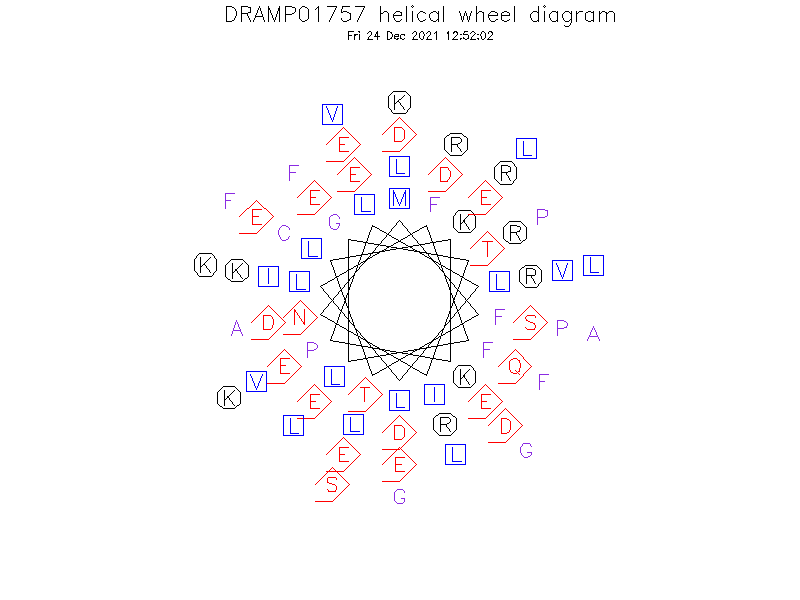 DRAMP01757 helical wheel diagram
Fri 24 Dec 2021 12:52:02
K
V
D
E R L
L
F E D R
F E L M F E
E G K P
C R
L T
K K I L L R V L
A D N F S P A
P F
E Q
V L K F
K E T L I E
L L R D
D
E L G
E
S
G